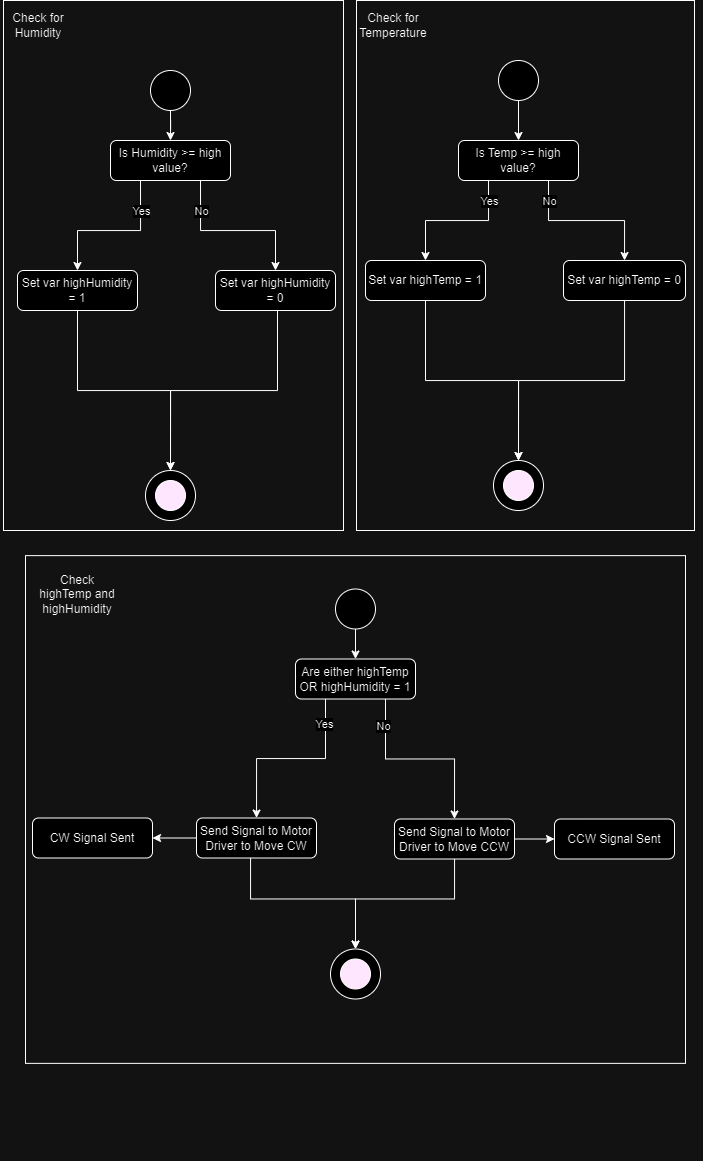 Check for
Humidity
Is Humidity >= high
value?
Yes
No
Set var highHumidity
= 1
Set var highHumidity
= 0
Check for
Temperature
Is Temp >= high
value?
Yes
No
Set var highTemp = 1
Set var highTemp = 0
Check
highTemp and
highHumidity
Are either highTemp
OR highHumidity = 1
Yes
No
CW Signal Sent
Send Signal to Motor
Driver to Move CW
Send Signal to Motor
Driver to Move CCW
CCW Signal Sent